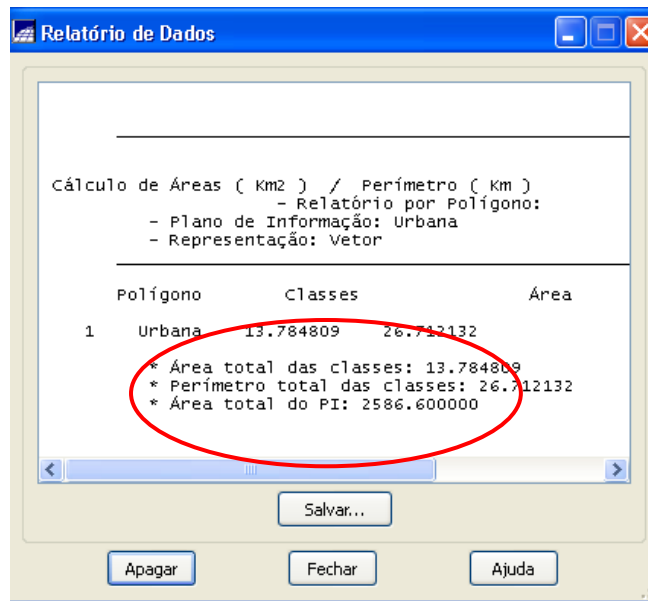 Relatório de Dados
Cálculo de Áreas ( Km2 ) / Perímetro ( Km )
- Relatório por Polígono:
- Plano de Informação: Urbana
- Representação: Vetor
Polígono Classes Área
1 Urbana 13.784809 26.712132
* Área total das classes: 13.784809
* Perímetro total das classes: 26.712132
* Área total do PI: 2586.600000
Salvar...
Apagar Fechar Ajuda